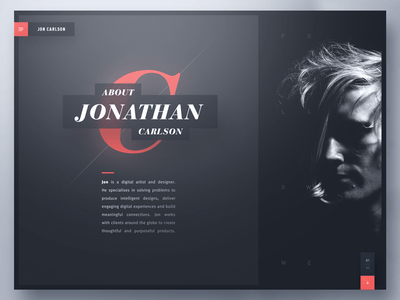 JON CARLSON
C
ABOUT
JONATHAN
CARLSON
Jon is a digital artist and designer.
He specialises in solving problems to
produce intelligent designs, deliver
engaging digital experiences and build
meaningful connections. Jon works
with clients around the globe to create
thoughtful and purposeful products.